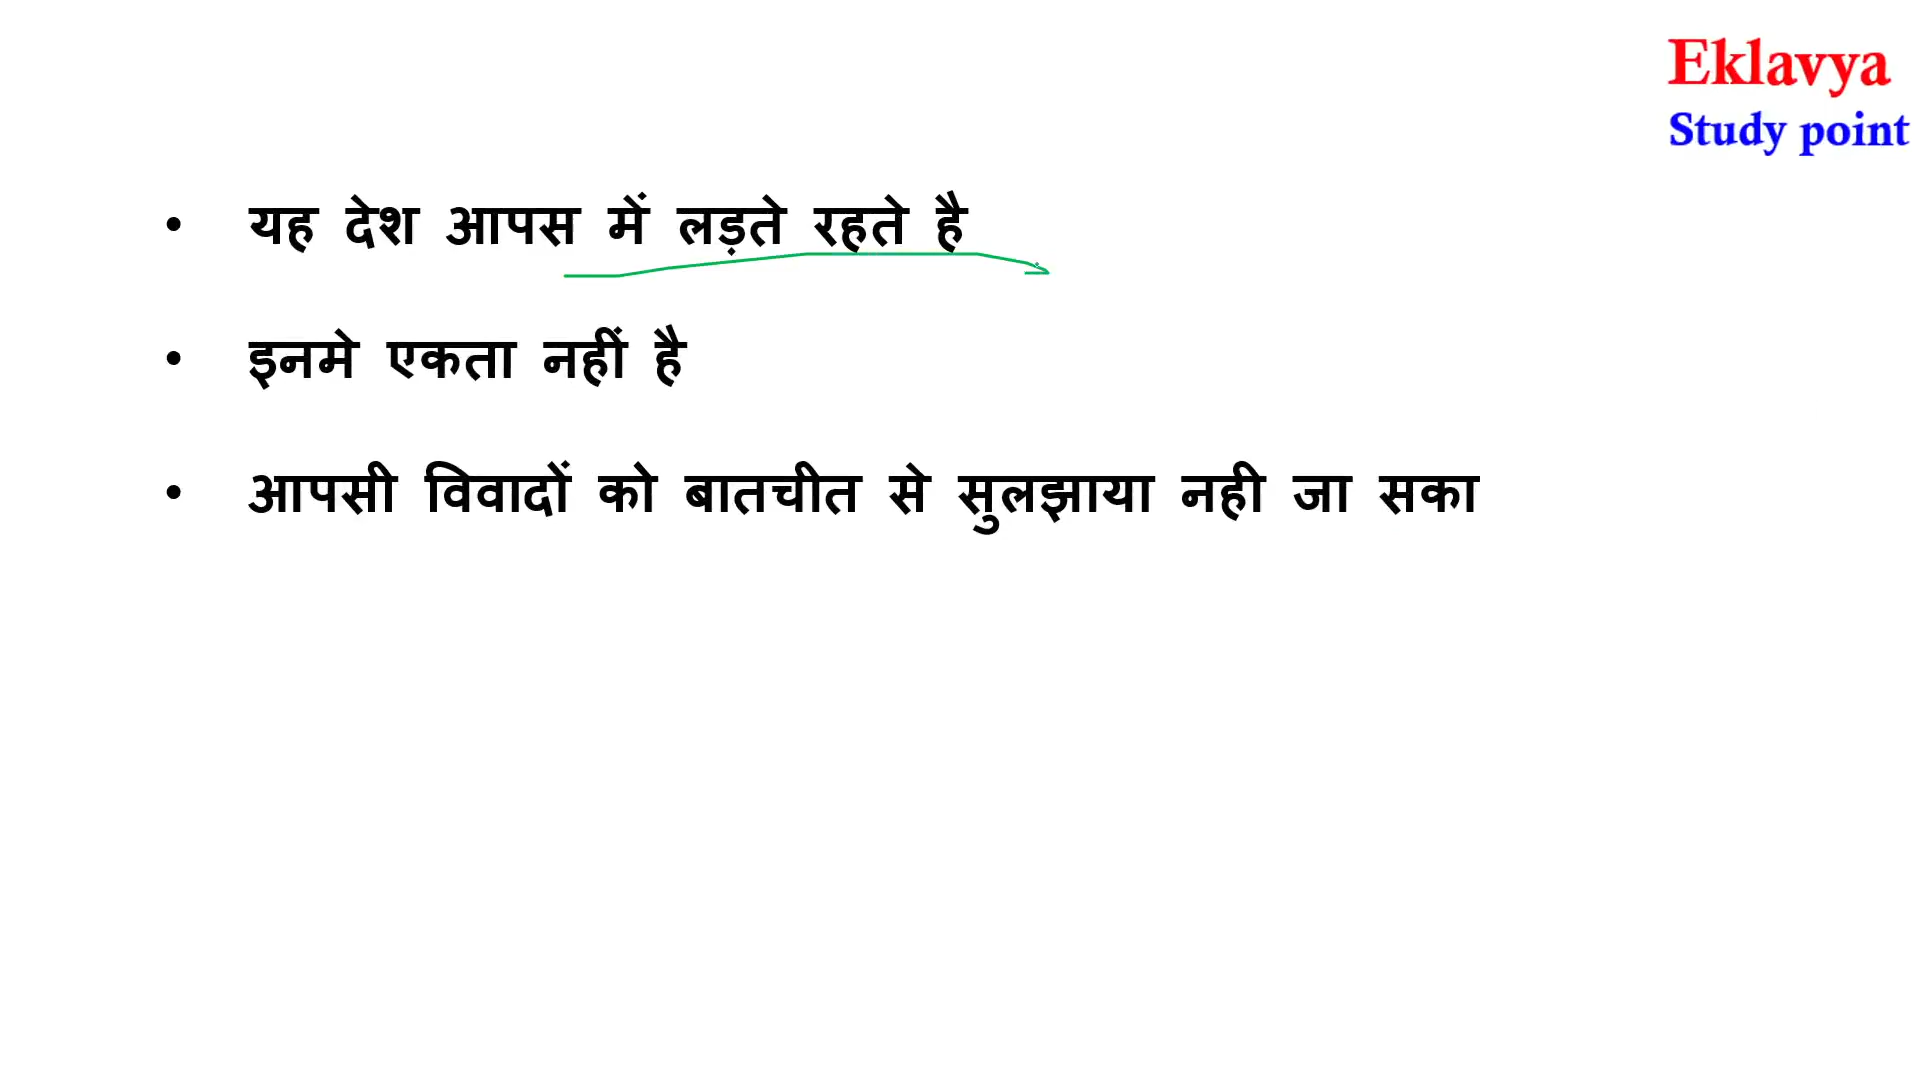 Eklavya
Study point
• यह देश आपस में लड़ते रहते है
• इनमे एकता नहीं है
• आपसी विवादों को बातचीत से सुलझाया नही जा सका